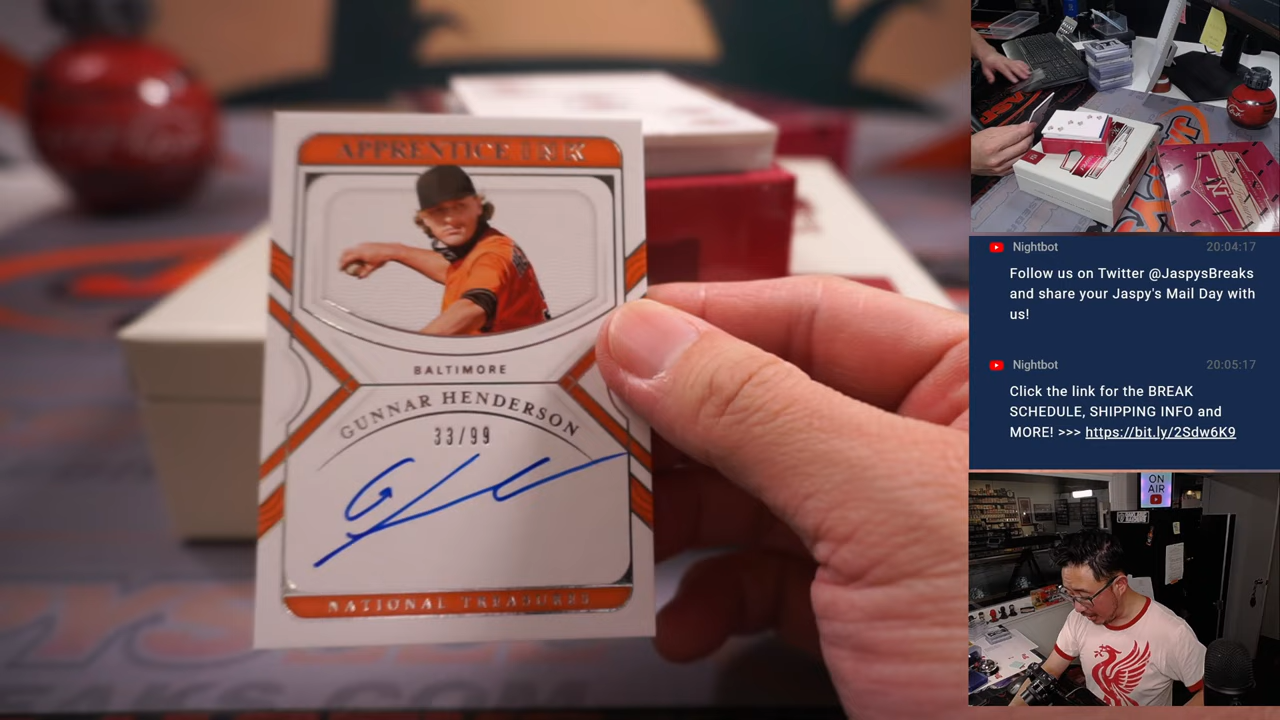 APPRENTICE INK
BALTIMORE
GUNNAR HENDERSON
33/99
NATIONAL TREASURES
Nightbot 20:04:17
Follow us on Twitter @JaspysBreaks
and share your Jaspy's Mail Day with
us!
Nightbot 20:05:17
Click the link for the BREAK
SCHEDULE, SHIPPING INFO and
MORE! >>> https://bit.ly/2Sdw6K9
ON
AIR